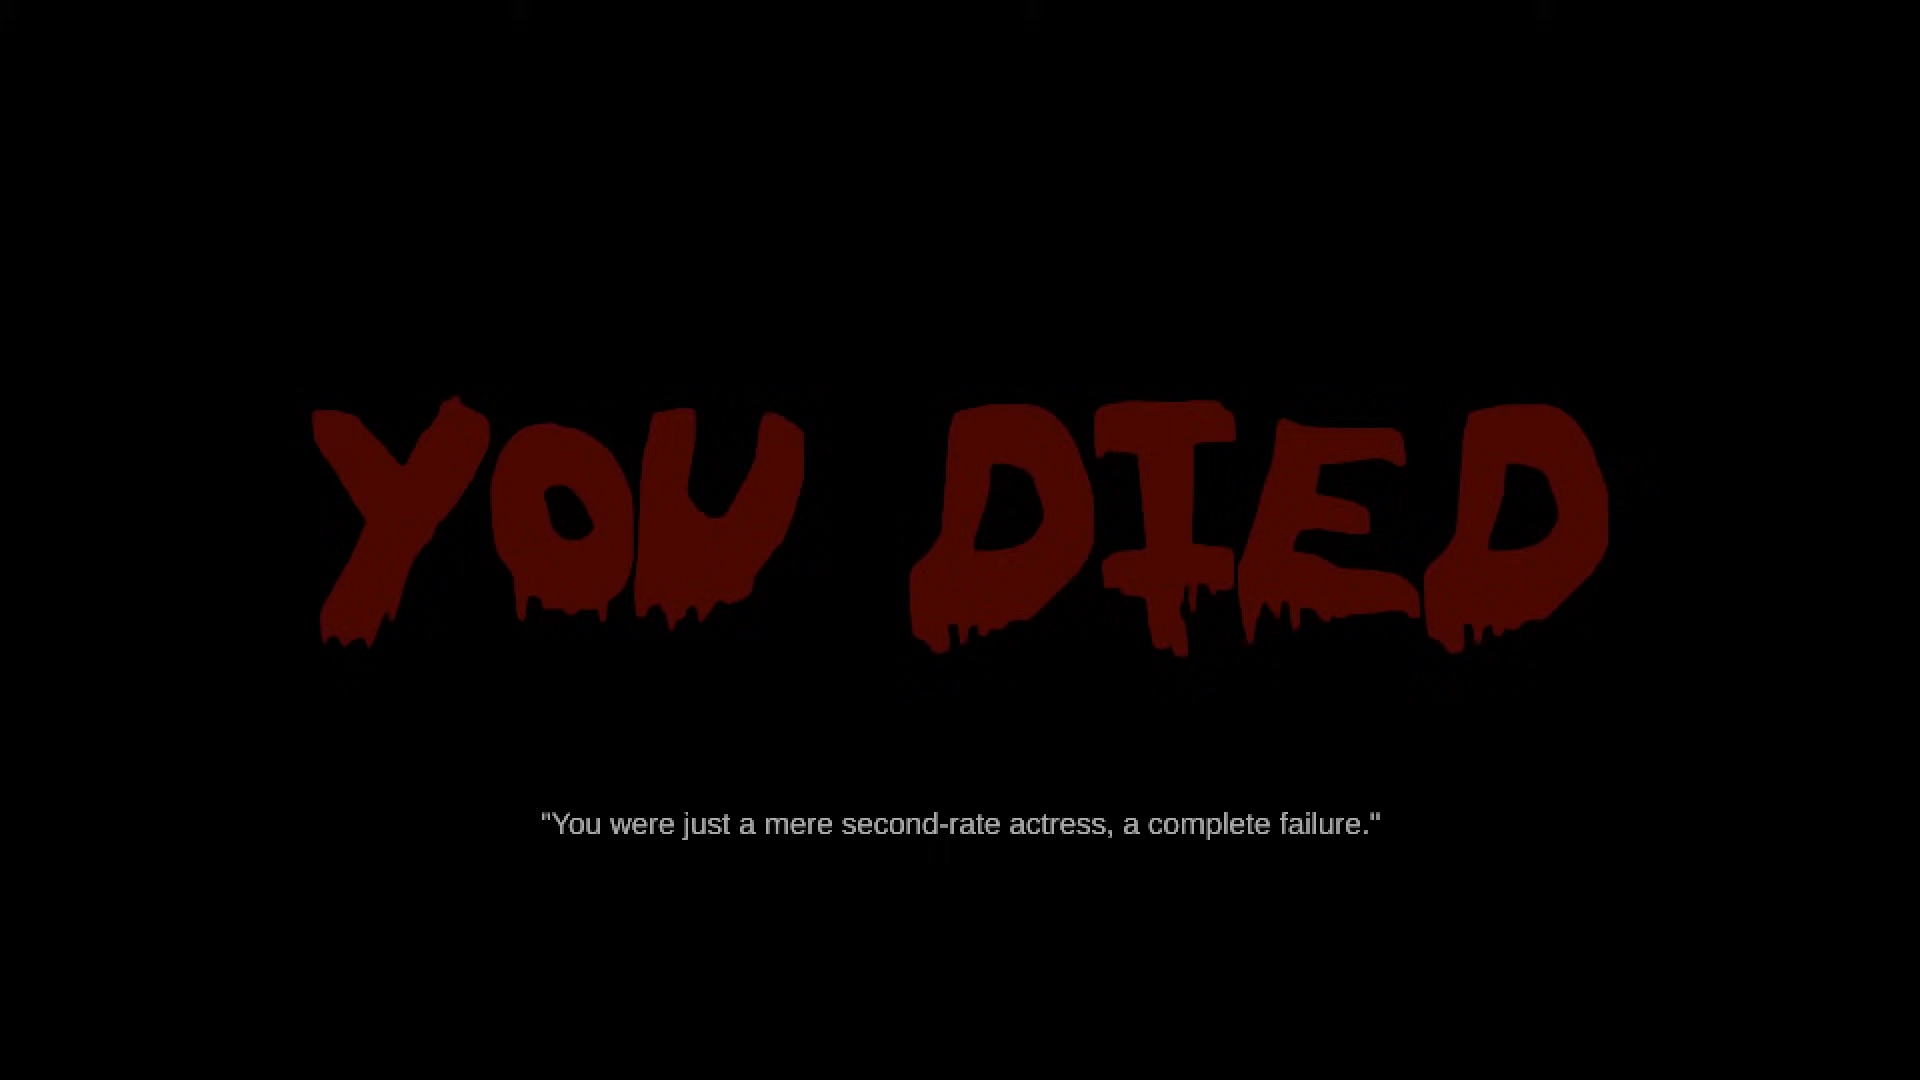 YOU DIED
"You were just a mere second-rate actress, a complete failure."